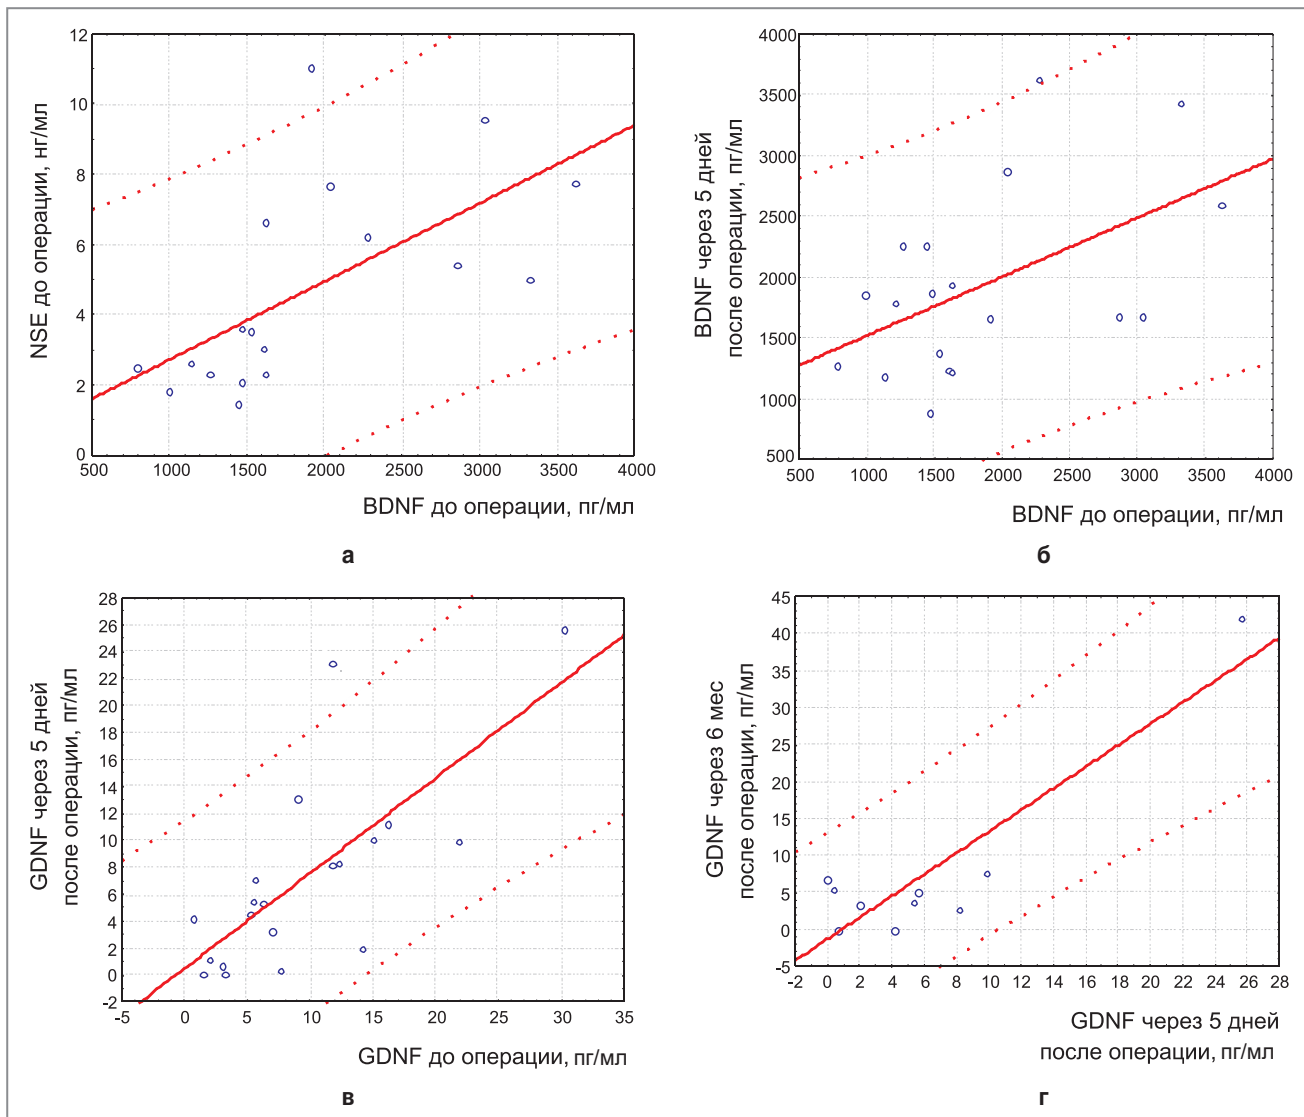 12
10
8
6
4
2
0
NSE до операции, нг/мл
500 1000 1500 2000 2500 3000 3500 4000
BDNF до операции, пг/мл
а
4000
3500
3000
2500
2000
1500
1000
500
BDNF через 5 дней
после операции, пг/мл
500 1000 1500 2000 2500 3000 3500 4000
BDNF до операции, пг/мл
б
28
26
24
22
20
18
16
14
12
10
8
6
4
2
0
-2
GDNF через 5 дней
после операции, пг/мл
-5 0 5 10 15 20 25 30 35
GDNF до операции, пг/мл
в
45
40
35
30
25
20
15
10
5
0
-5
GDNF через 6 мес
после операции, пг/мл
-2 0 2 4 6 8 10 12 14 16 18 20 22 24 26 28
GDNF через 5 дней
после операции, пг/мл
г